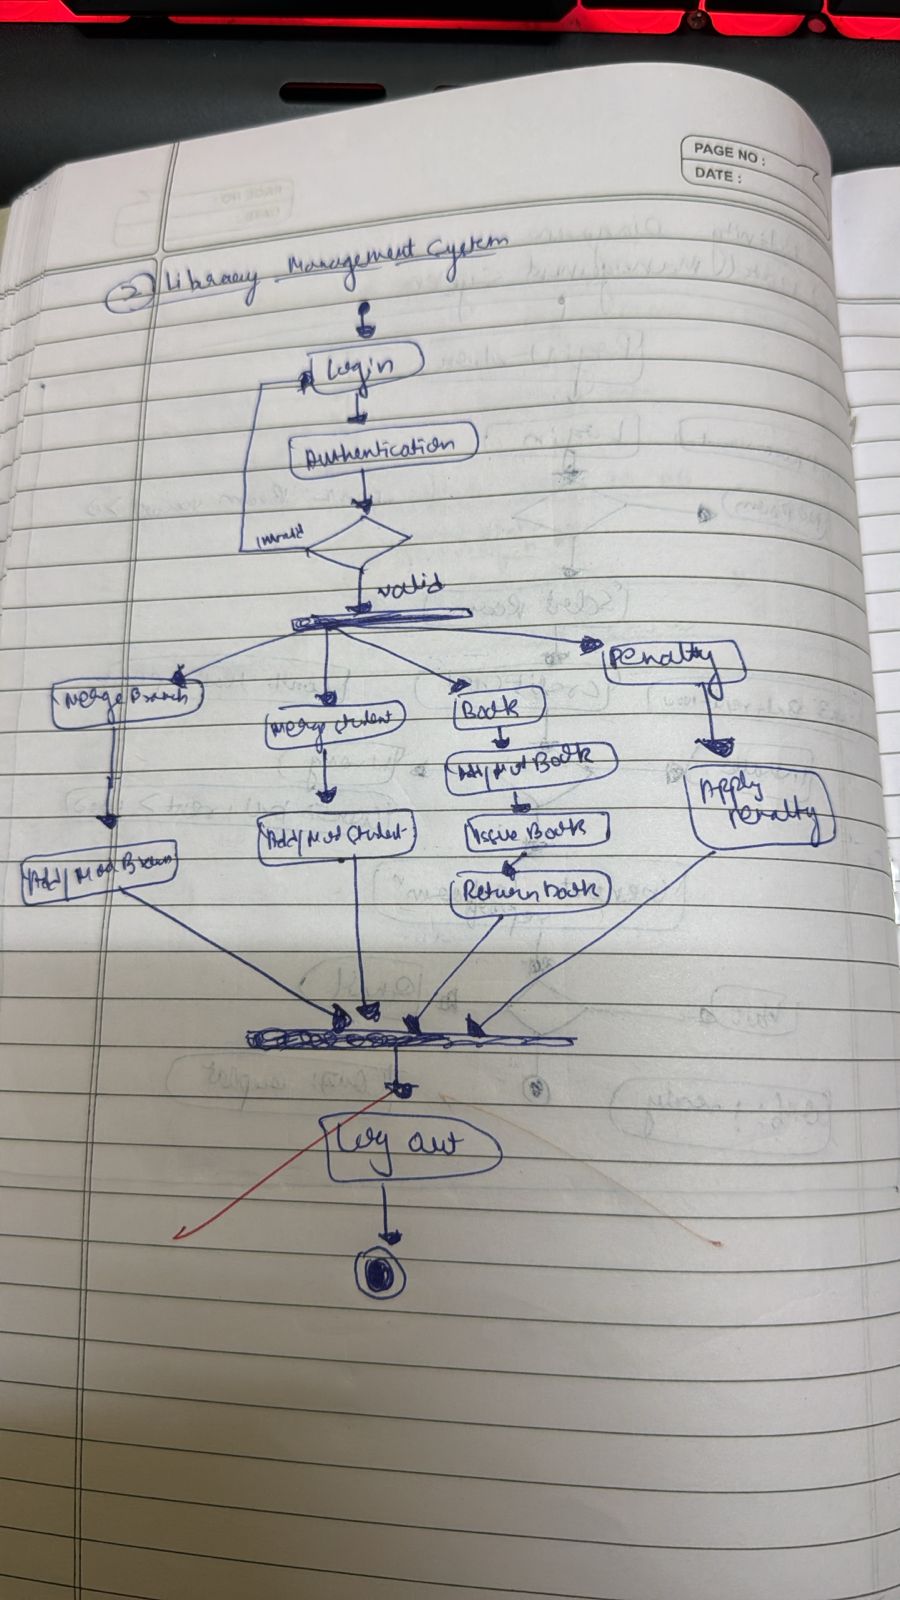 PAGE NO :
DATE :
2) Library Management System
Login
Authentication
invalid
valid
Penalty
Merge Branch
Merge Student
Book
Add/Mod Book
Apply
Penalty
Add/Mod Student
Issue Book
Add/Mod Branch
Return book
Log out